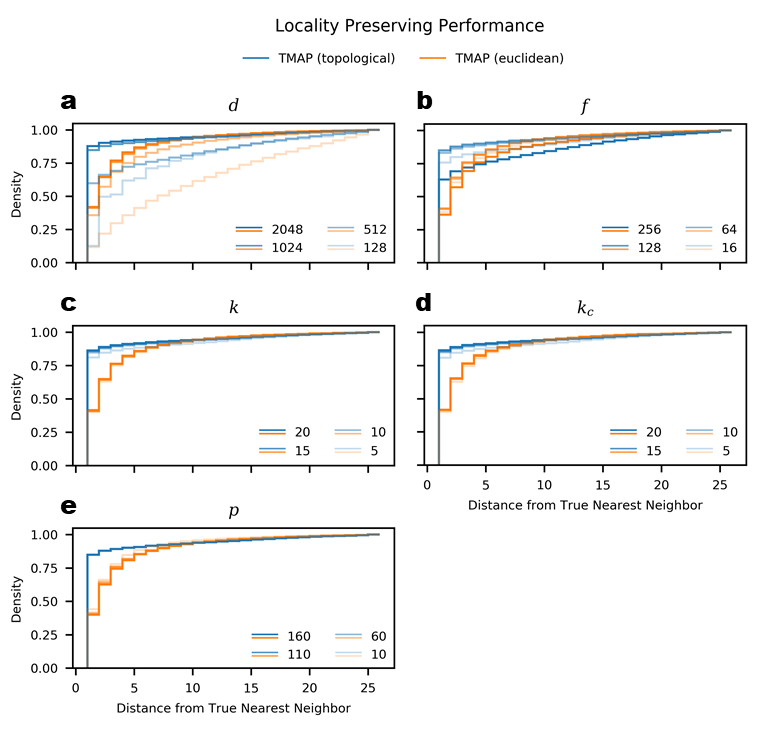 Locality Preserving Performance
TMAP (topological) TMAP (euclidean)
a
d
Density
1.00
0.75
0.50
0.25
0.00
2048 512
1024 128
b
f
256 64
128 16
c
k
Density
1.00
0.75
0.50
0.25
0.00
20 10
15 5
d
k_c
20 10
15 5
0 5 10 15 20 25
Distance from True Nearest Neighbor
e
p
Density
1.00
0.75
0.50
0.25
0.00
160 60
110 10
0 5 10 15 20 25
Distance from True Nearest Neighbor